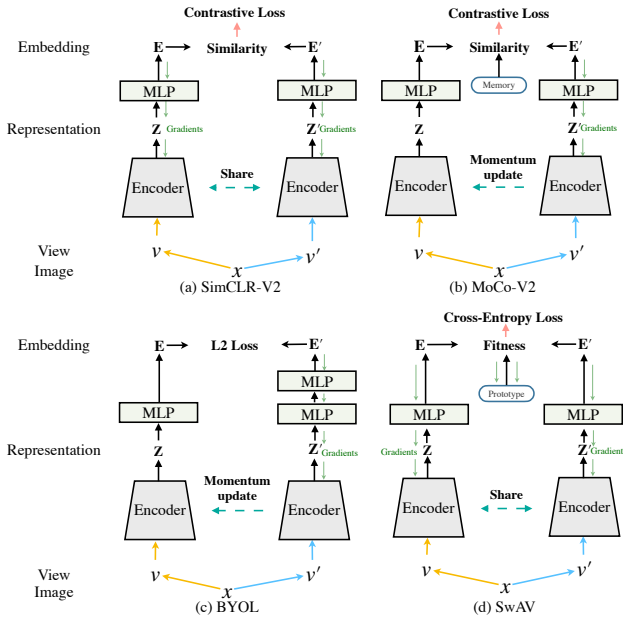 Contrastive Loss
Contrastive Loss
Embedding E Similarity E′ E Similarity E′
MLP MLP MLP Memory MLP
Representation Z Gradients Z′ Gradients Z Z′ Gradients
Share Momentum update
Encoder Encoder Encoder Encoder
View v v′ v v′
Image x x
(a) SimCLR-V2 (b) MoCo-V2
Cross-Entropy Loss
Embedding E L2 Loss E′ E Fitness E′
MLP
Prototype
MLP MLP MLP MLP
Representation Z Z′ Gradients Gradients Z Z′ Gradient
Momentum update Share
Encoder Encoder Encoder Encoder
View v v′ v v′
Image x x
(c) BYOL (d) SwAV